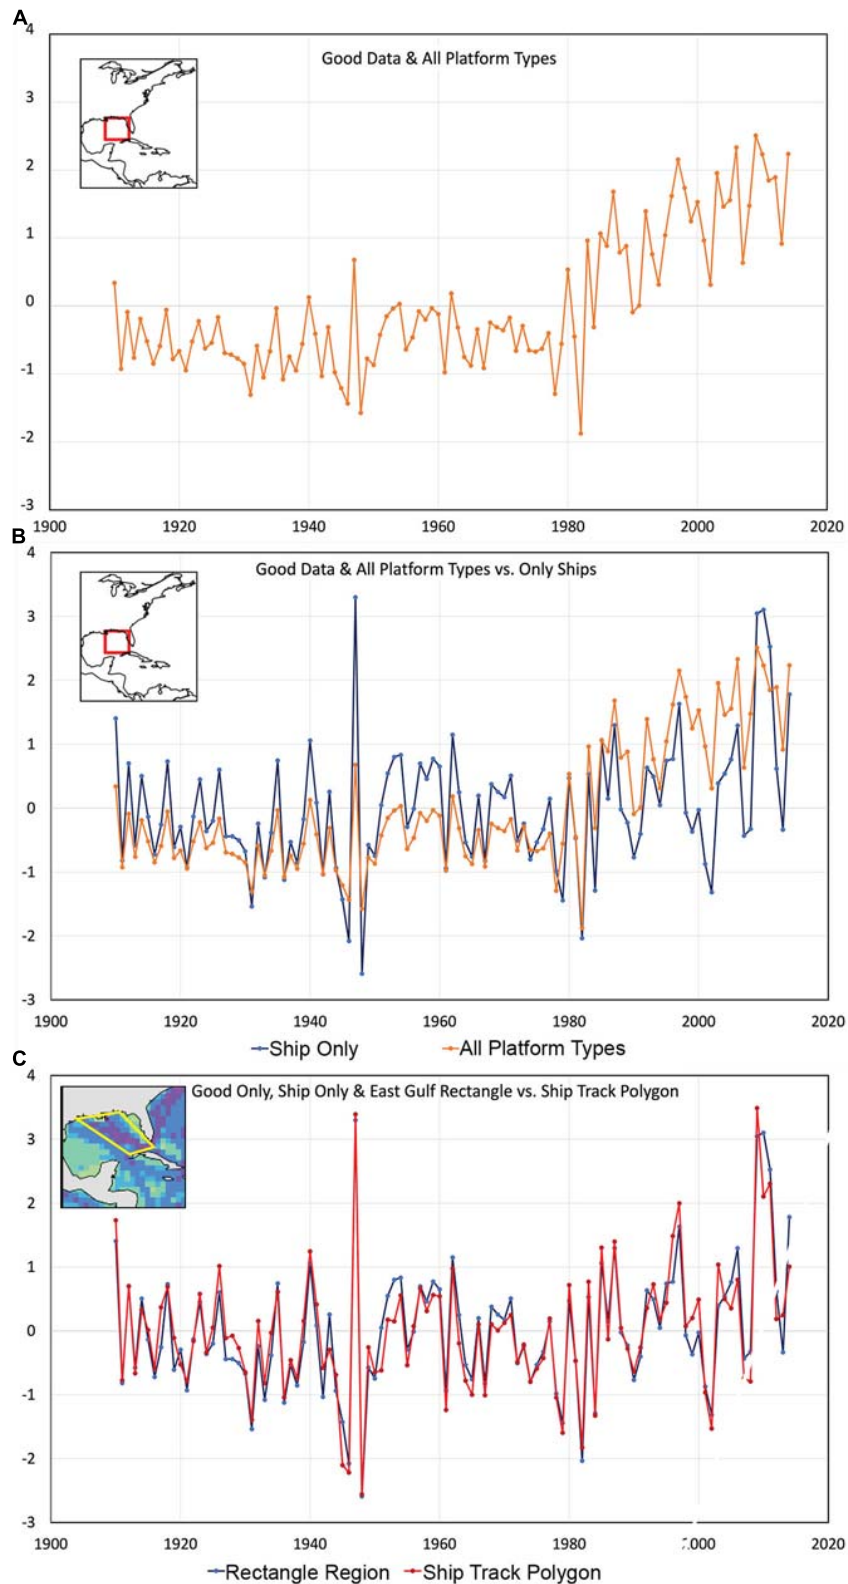 A
4
Good Data & All Platform Types
3
2
1
0
-1
-2
-3
1900 1920 1940 1960 1980 2000 2020
B
4
Good Data & All Platform Types vs. Only Ships
3
2
1
0
-1
-2
-3
1900 1920 1940 1960 1980 2000 2020
Ship Only All Platform Types
C
4
Good Only, Ship Only & East Gulf Rectangle vs. Ship Track Polygon
3
2
1
0
-1
-2
-3
1900 1920 1940 1960 1980 2000 2020
Rectangle Region Ship Track Polygon